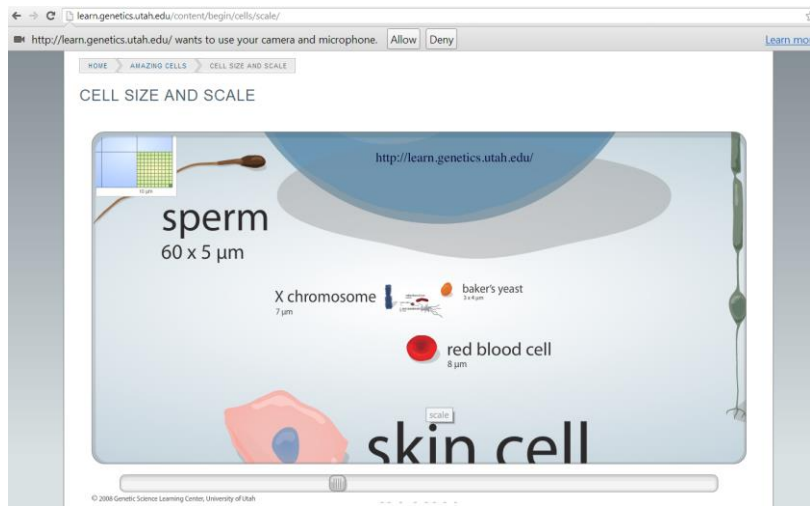 learn.genetics.utah.edu/content/begin/cells/scale/
http://learn.genetics.utah.edu/ wants to use your camera and microphone. Allow Deny Learn mo
HOME AMAZING CELLS CELL SIZE AND SCALE
CELL SIZE AND SCALE
http://learn.genetics.utah.edu/
10 µm
sperm
60 x 5 µm
X chromosome
7 µm
baker's yeast
3 x 4 µm
red blood cell
8 µm
scale
skin cell
© 2008 Genetic Science Learning Center, University of Utah